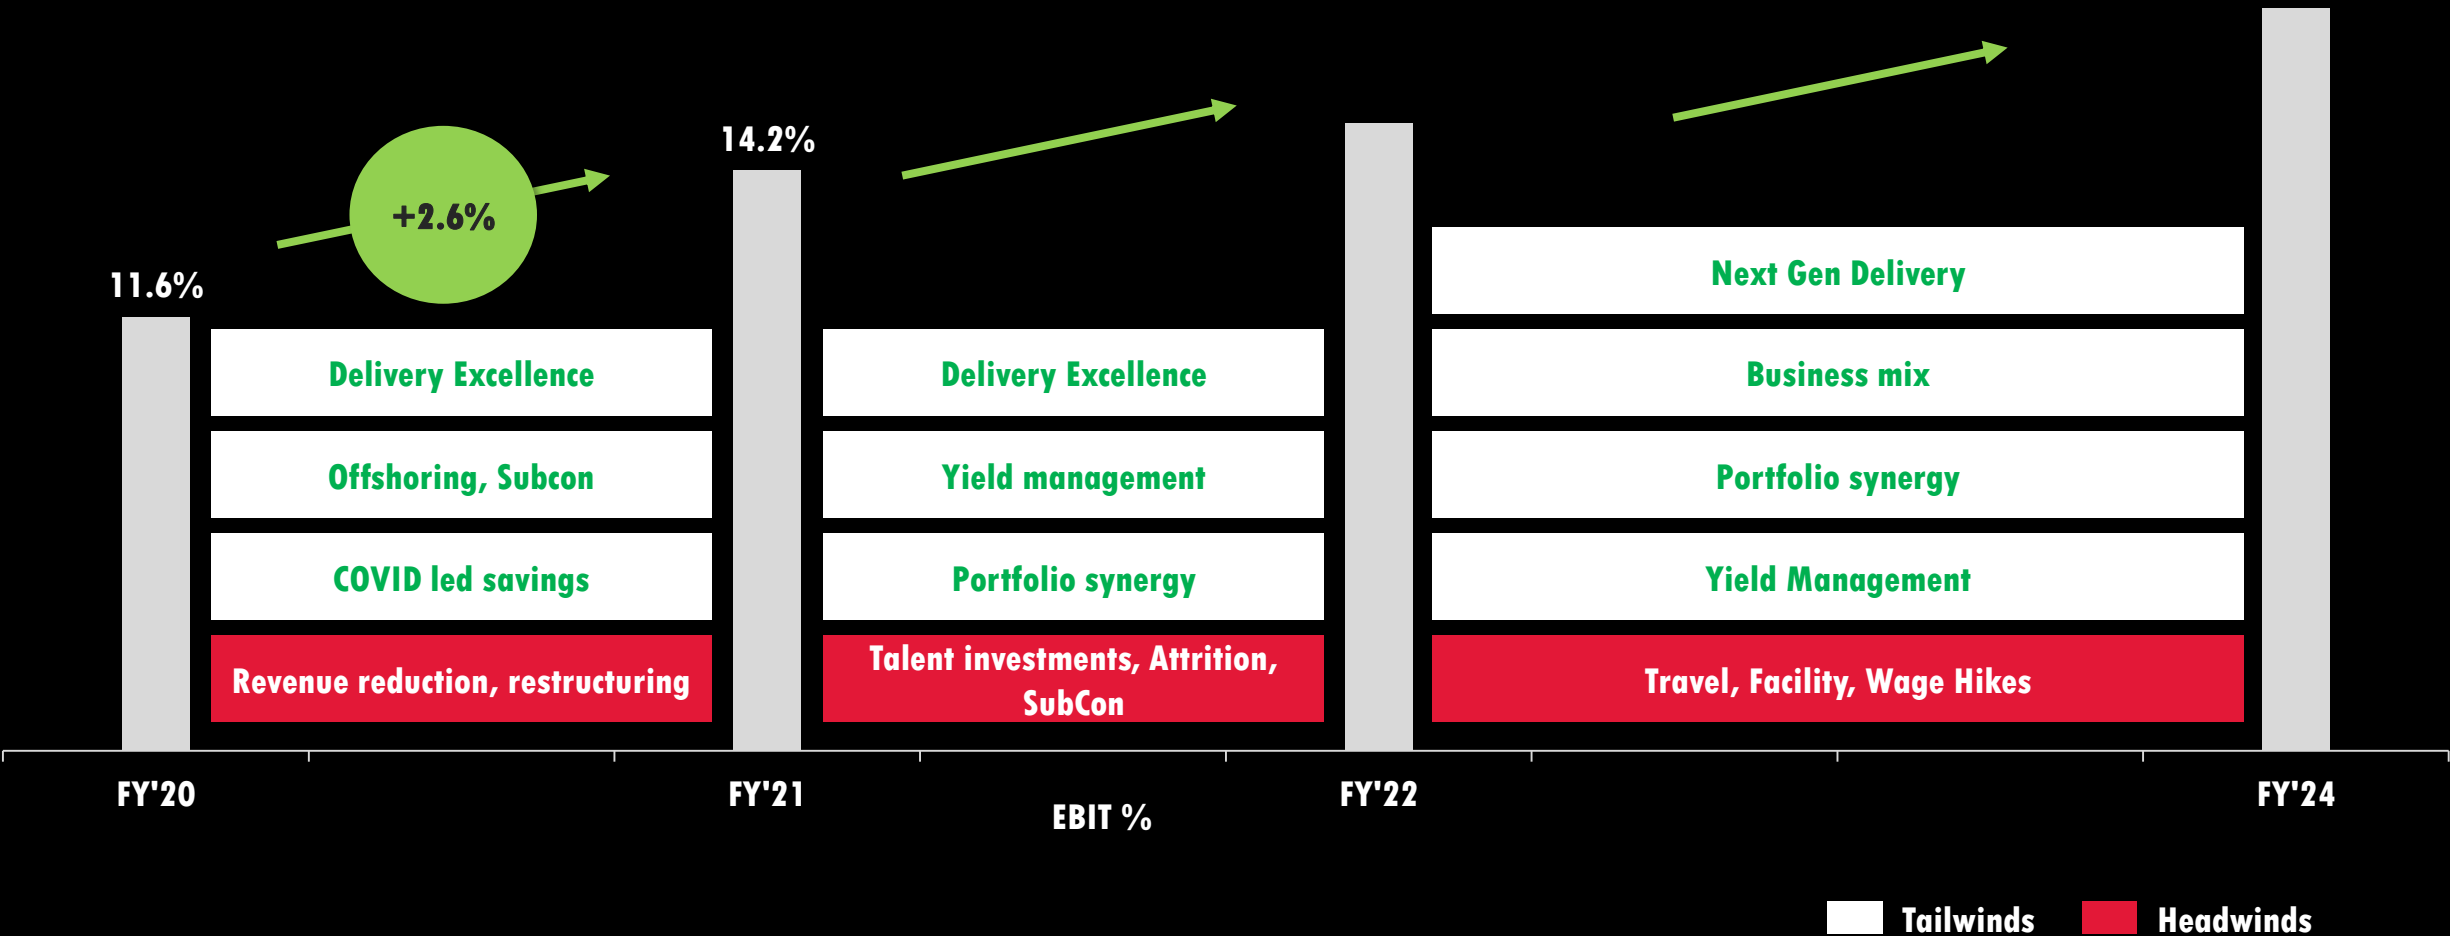 11.6%
+2.6%
14.2%
Delivery Excellence
Offshoring, Subcon
COVID led savings
Revenue reduction, restructuring
Delivery Excellence
Yield management
Portfolio synergy
Talent investments, Attrition,
SubCon
Next Gen Delivery
Business mix
Portfolio synergy
Yield Management
Travel, Facility, Wage Hikes
FY'20
FY'21
FY'22
FY'24
EBIT %
Tailwinds
Headwinds